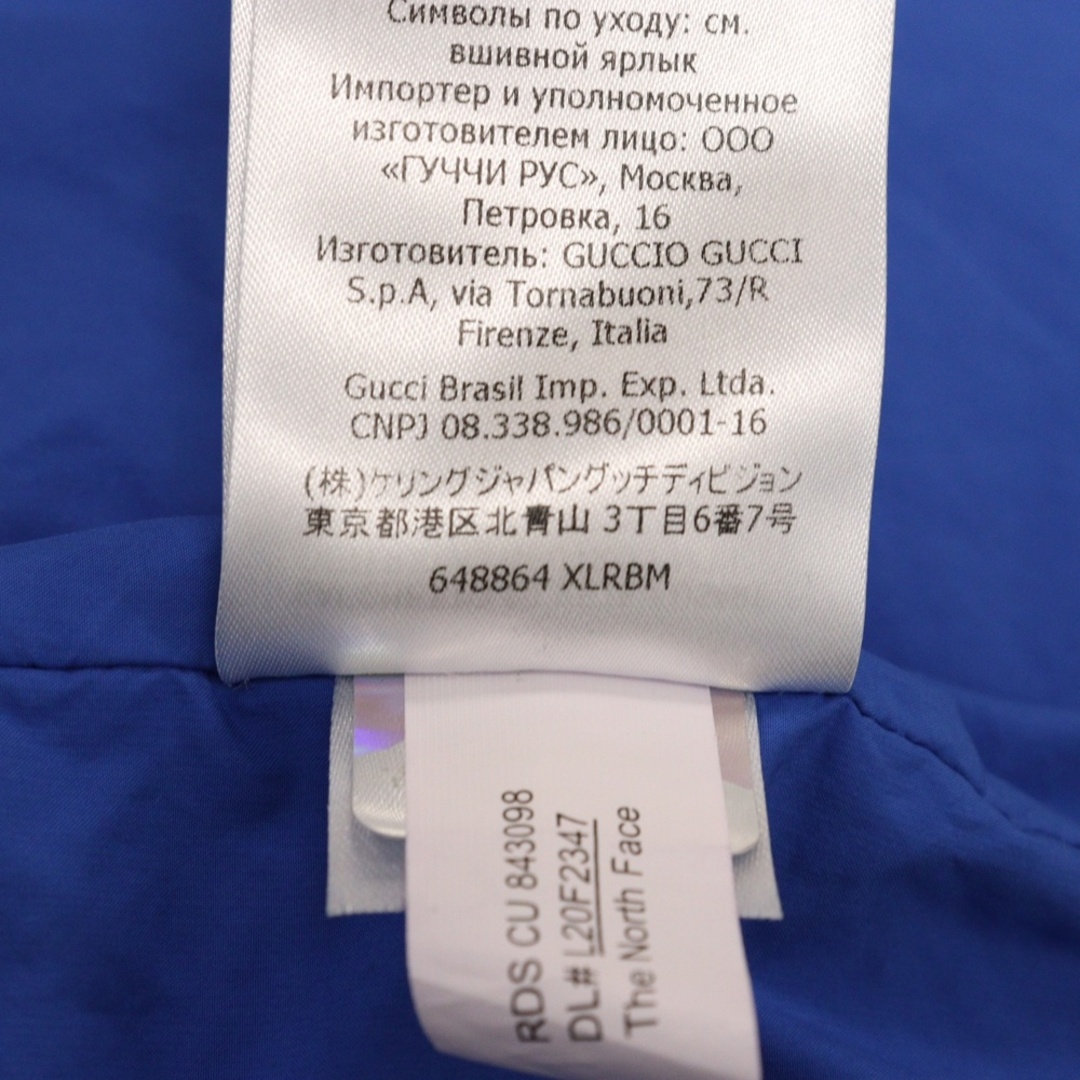 Символы по уходу: см.
вшивной ярлык
Импортер и уполномоченное
изготовителем лицо: ООО
«ГУЧЧИ РУС», Москва,
Петровка, 16
Изготовитель: GUCCIO GUCCI
S.p.A, via Tornabuoni,73/R
Firenze, Italia
Gucci Brasil Imp. Exp. Ltda.
CNPJ 08.338.986/0001-16
(株)ケリングジャパングッチディビジョン
東京都港区北青山 3丁目6番7号
648864 XLRBM
RDS CU 843098
DL# L20F2347
The North Face